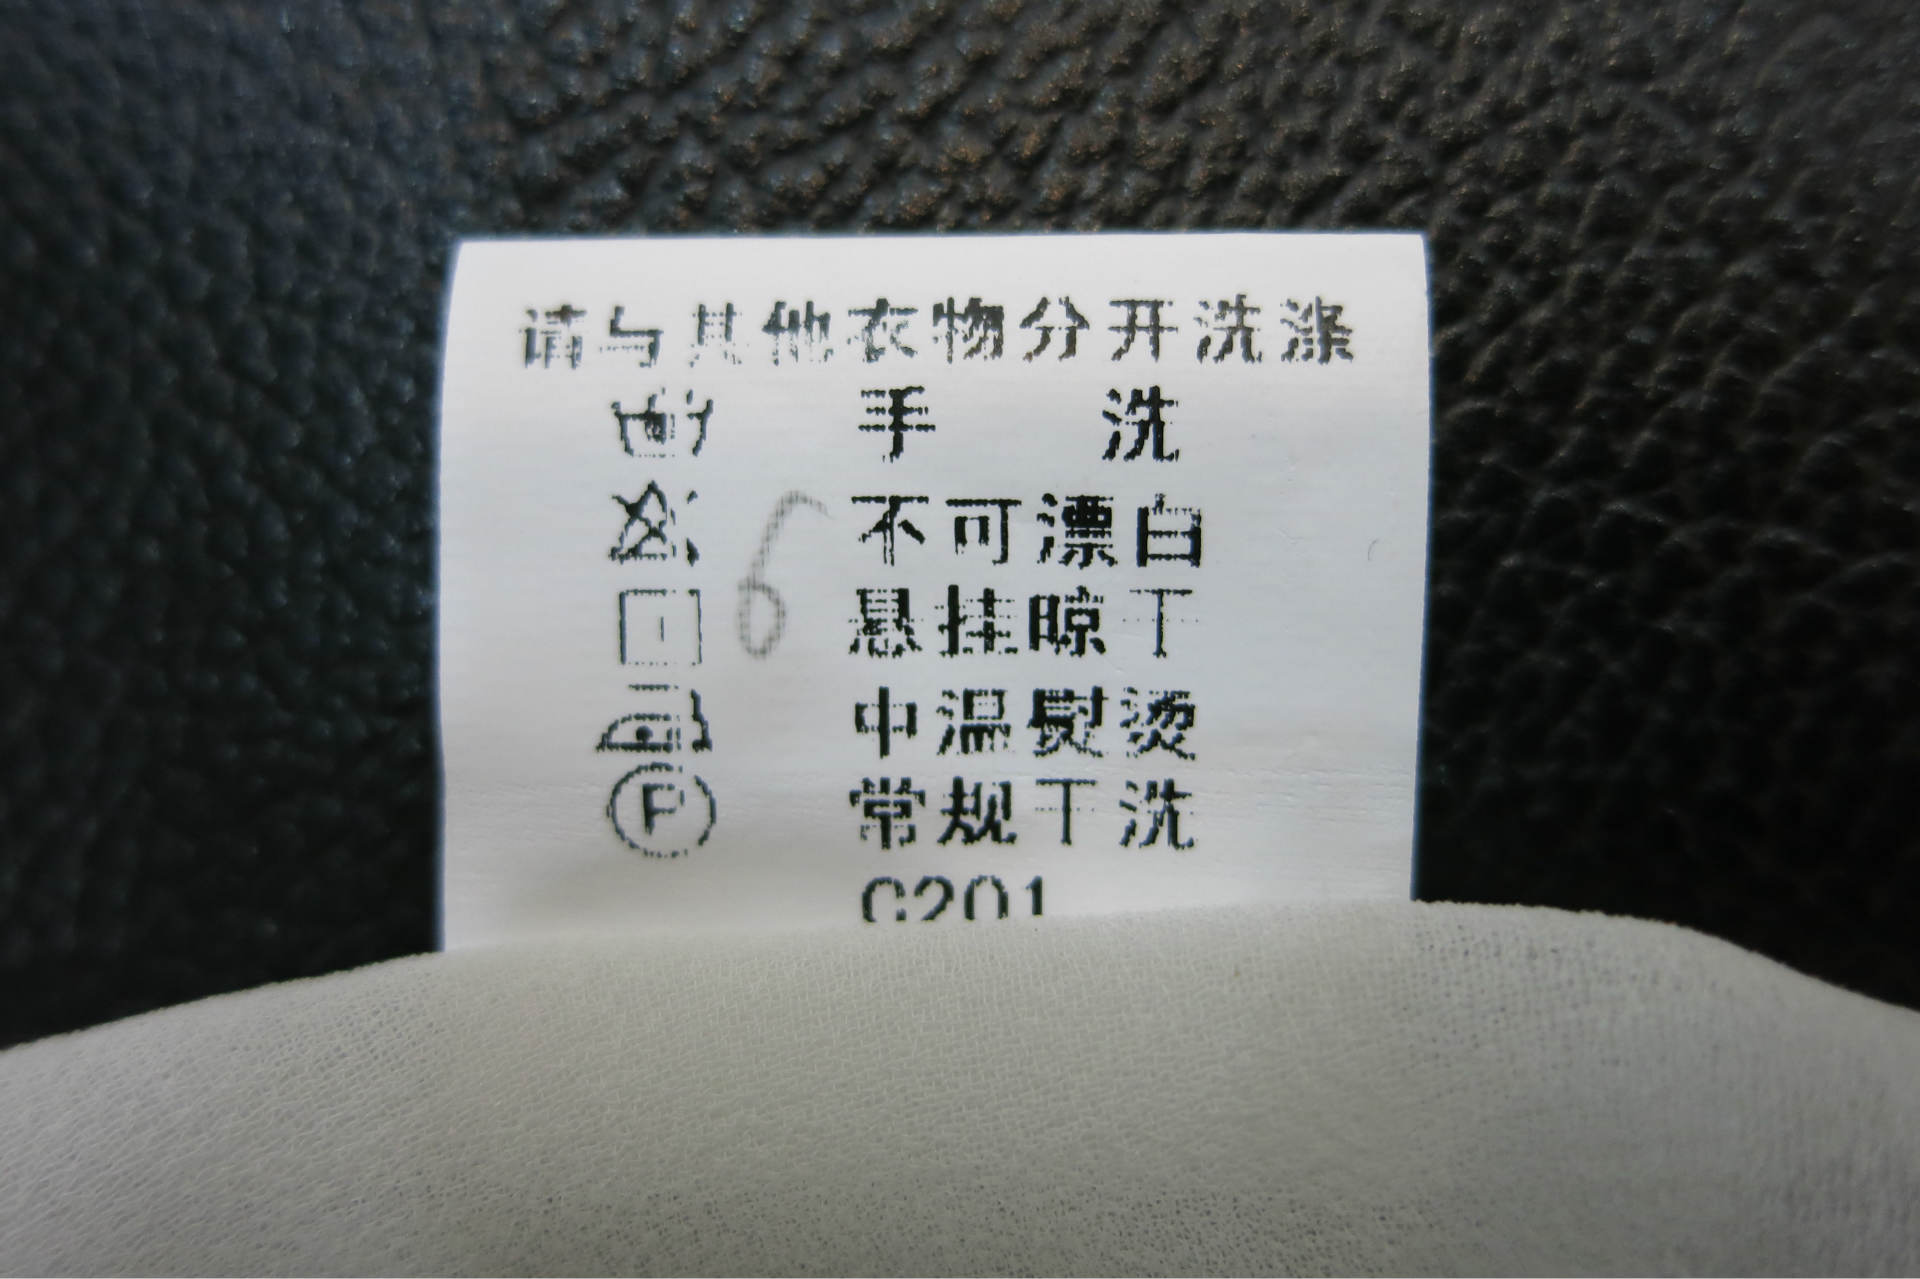 请与其他衣物分开洗涤
手 洗
不可漂白
悬挂晾干
中温熨烫
P 常规干洗
C201